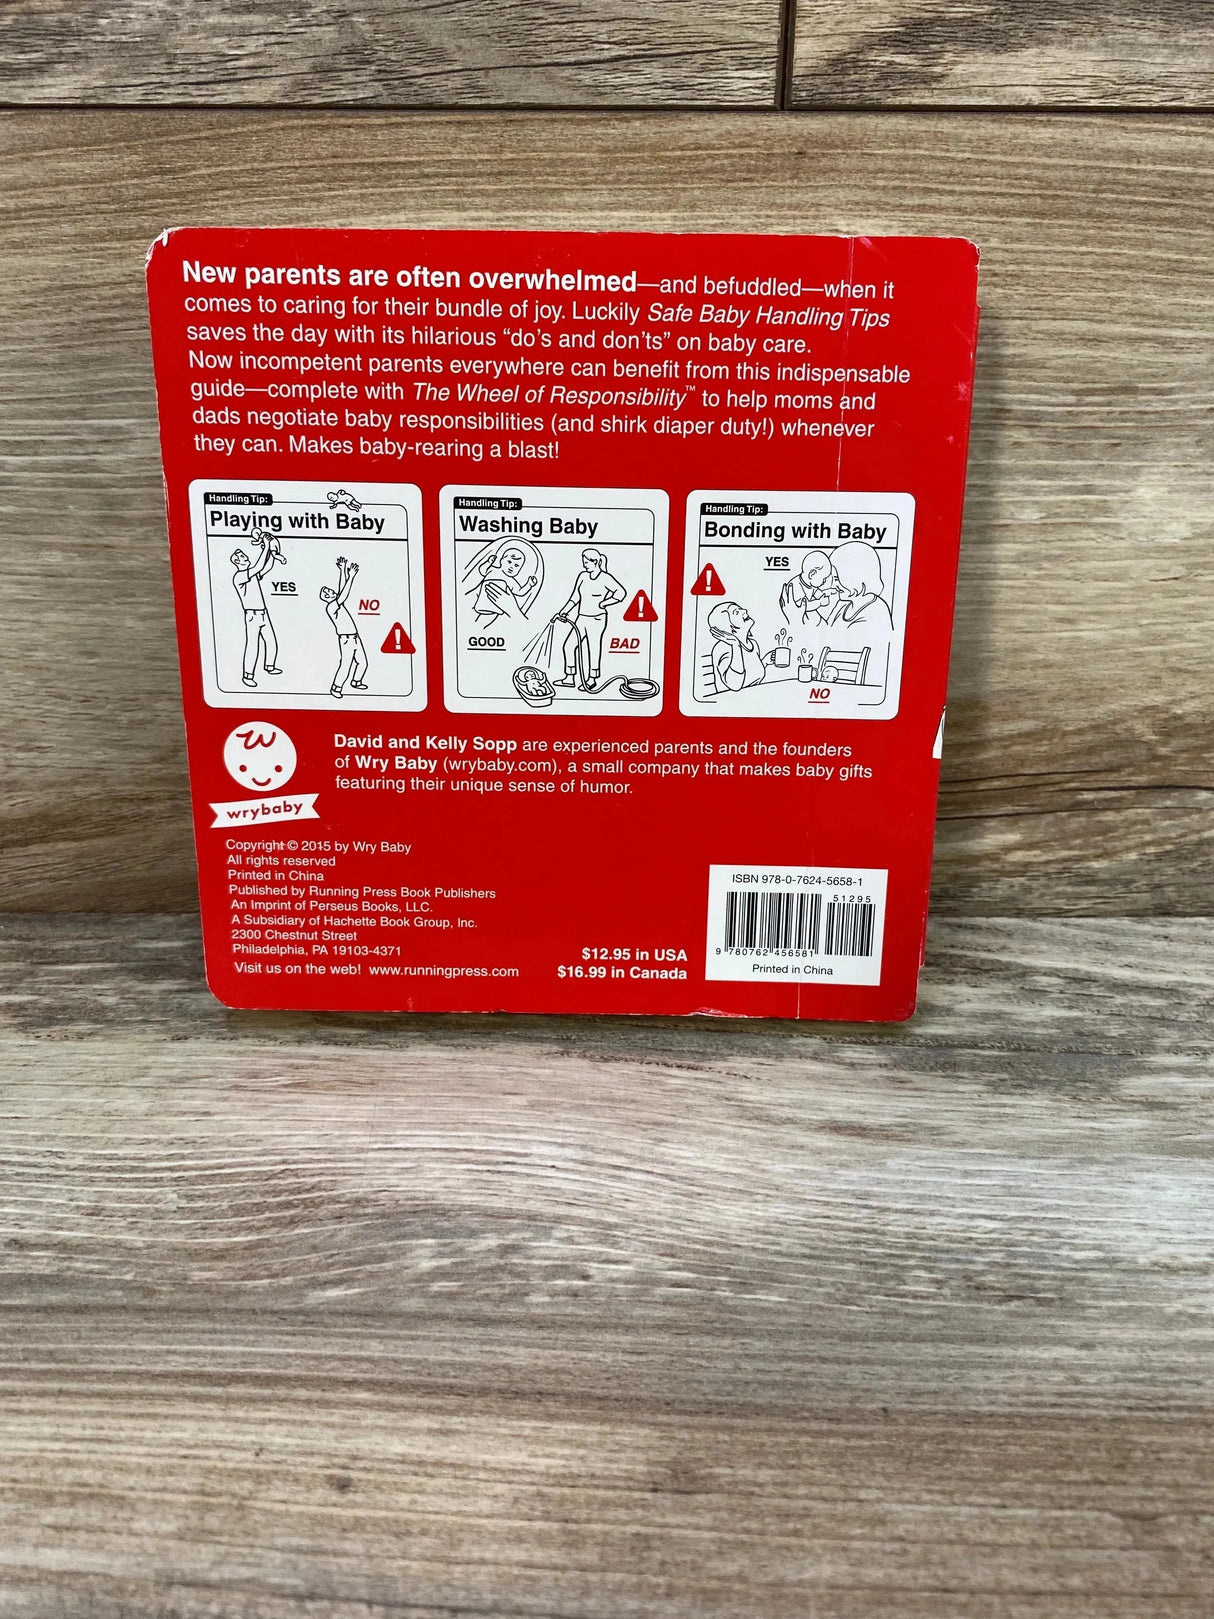 New parents are often overwhelmed—and befuddled—when it
comes to caring for their bundle of joy. Luckily Safe Baby Handling Tips
saves the day with its hilarious “do’s and don’ts” on baby care.
Now incompetent parents everywhere can benefit from this indispensable
guide—complete with The Wheel of Responsibility™ to help moms and
dads negotiate baby responsibilities (and shirk diaper duty!) whenever
they can. Makes baby-rearing a blast!
Handling Tip:
Playing with Baby
YES
NO
!
Handling Tip:
Washing Baby
GOOD
BAD
!
Handling Tip:
Bonding with Baby
YES
!
NO
w
wrybaby
David and Kelly Sopp are experienced parents and the founders
of Wry Baby (wrybaby.com), a small company that makes baby gifts
featuring their unique sense of humor.
Copyright © 2015 by Wry Baby
All rights reserved
Printed in China
Published by Running Press Book Publishers
An Imprint of Perseus Books, LLC.
A Subsidiary of Hachette Book Group, Inc.
2300 Chestnut Street
Philadelphia, PA 19103-4371
Visit us on the web! www.runningpress.com
$12.95 in USA
$16.99 in Canada
ISBN 978-0-7624-5658-1
51295
9 780762 456581
Printed in China